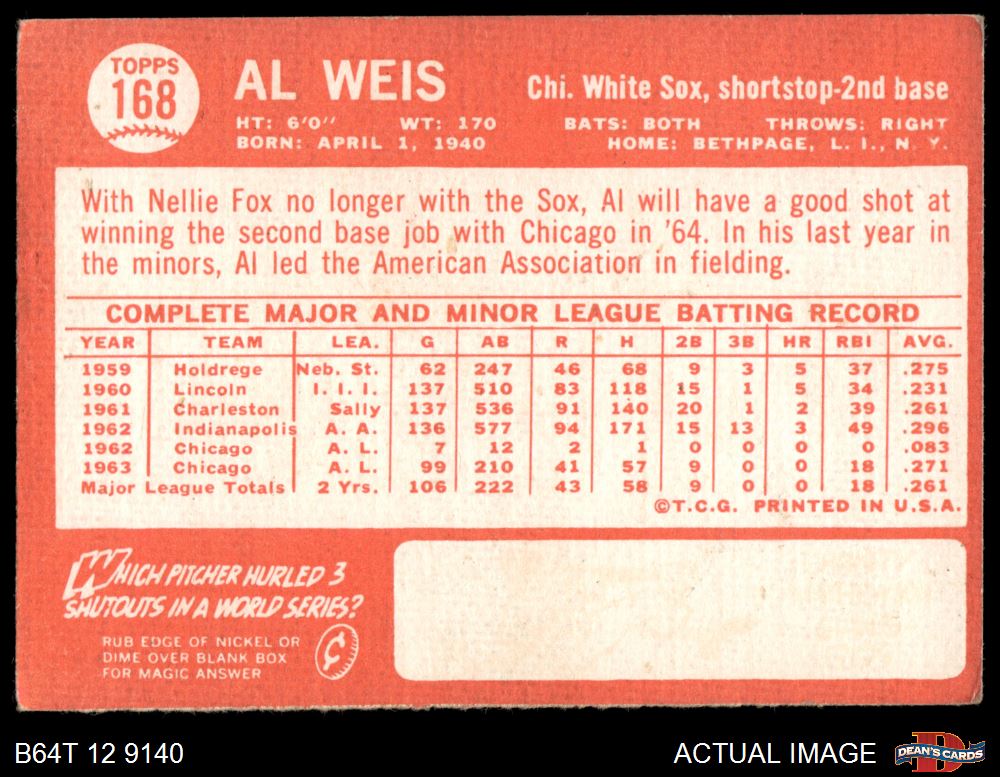 TOPPS
168
AL WEIS
Chi. White Sox, shortstop-2nd base
HT: 6'0" WT: 170 BATS: BOTH THROWS: RIGHT
BORN: APRIL 1, 1940 HOME: BETHPAGE, L. I., N. Y.
With Nellie Fox no longer with the Sox, Al will have a good shot at
winning the second base job with Chicago in '64. In his last year in
the minors, Al led the American Association in fielding.
COMPLETE MAJOR AND MINOR LEAGUE BATTING RECORD
YEAR TEAM LEA. G AB R H 2B 3B HR RBI AVG.
1959 Holdrege Neb. St. 62 247 46 68 9 3 5 37 .275
1960 Lincoln I. I. I. 137 510 83 118 15 1 5 34 .231
1961 Charleston Sally 137 536 91 140 20 1 2 39 .261
1962 Indianapolis A. A. 136 577 94 171 15 13 3 49 .296
1962 Chicago A. L. 7 12 2 1 0 0 0 0 .083
1963 Chicago A. L. 99 210 41 57 9 0 0 18 .271
Major League Totals 2 Yrs. 106 222 43 58 9 0 0 18 .261
©T.C.G. PRINTED IN U.S.A.
WHICH PITCHER HURLED 3
SHUTOUTS IN A WORLD SERIES?
RUB EDGE OF NICKEL OR
DIME OVER BLANK BOX
FOR MAGIC ANSWER
¢
B64T 12 9140
ACTUAL IMAGE
D
DEAN'S CARDS